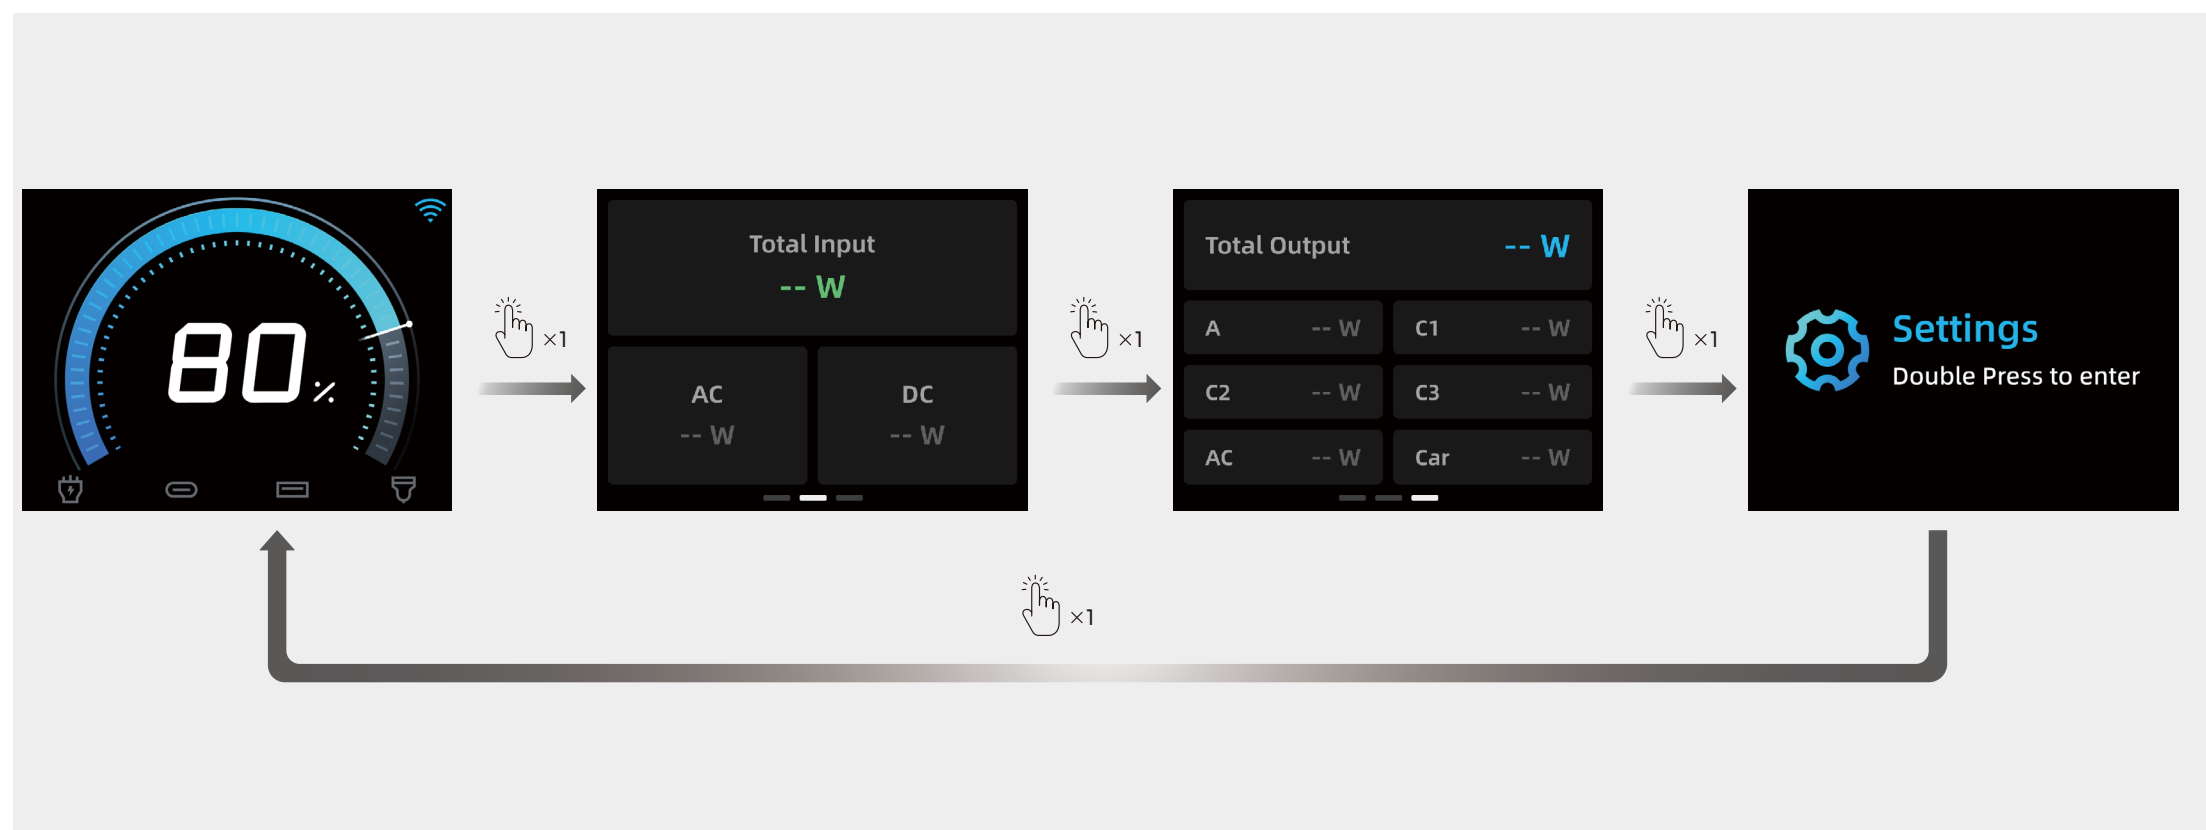 80%
×1
Total Input
-- W
AC
-- W
DC
-- W
×1
Total Output -- W
A -- W
C1 -- W
C2 -- W
C3 -- W
AC -- W
Car -- W
×1
Settings
Double Press to enter
×1